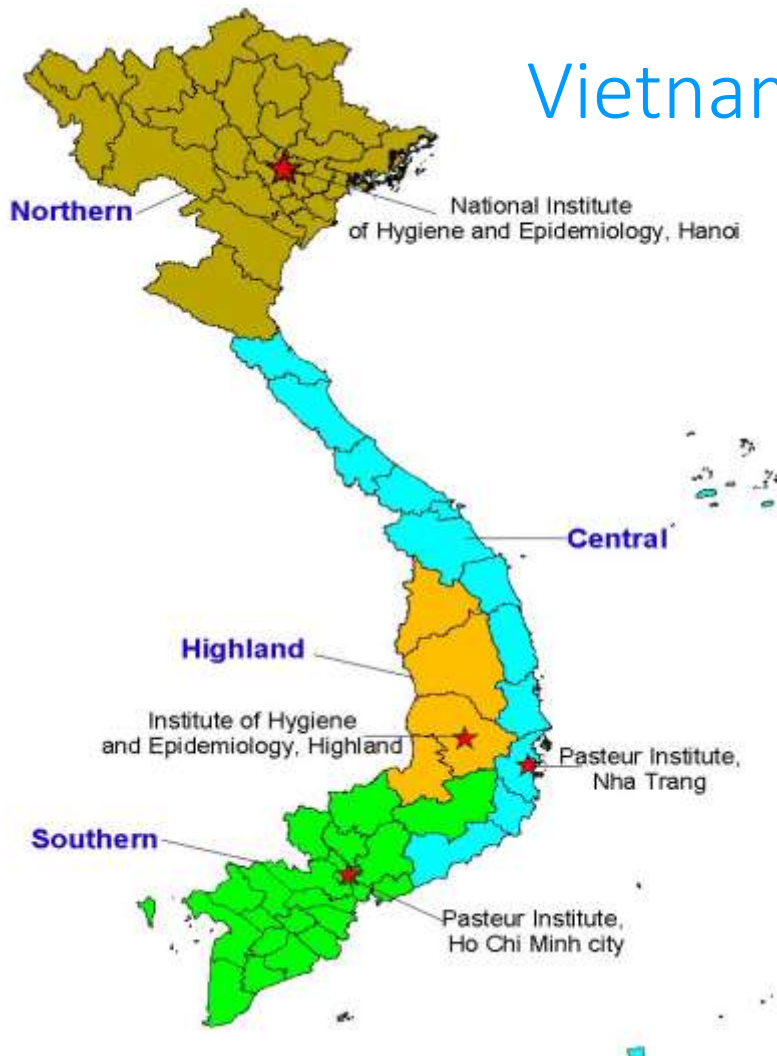 Vietnam
Northern
National Institute
of Hygiene and Epidemiology, Hanoi
Central
Highland
Institute of Hygiene
and Epidemiology, Highland
Pasteur Institute,
Nha Trang
Southern
Pasteur Institute,
Ho Chi Minh city